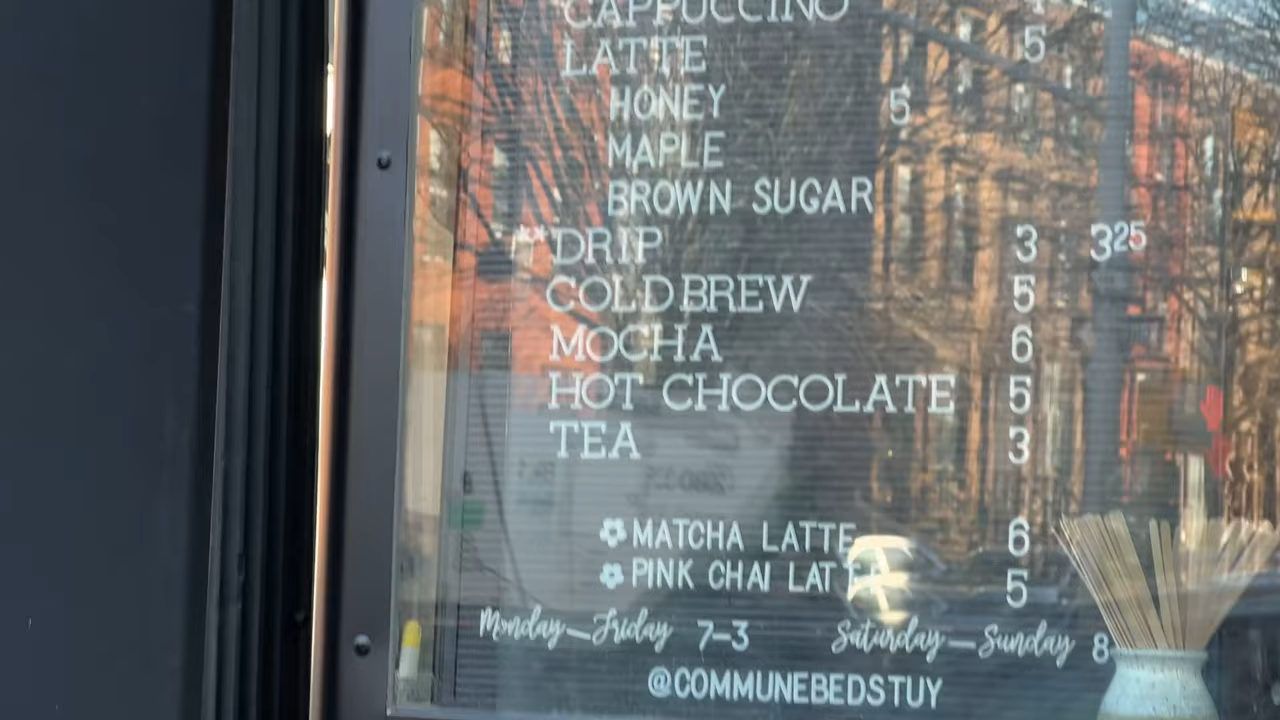 CAPPUCCINO
LATTE 5
HONEY 5
MAPLE
BROWN SUGAR
**DRIP 3 325
COLD BREW 5
MOCHA 6
HOT CHOCOLATE 5
TEA 3
MATCHA LATTE 6
PINK CHAI LATTE 5
Monday–Friday 7–3 Saturday–Sunday 8
@COMMUNEBEDSTUY